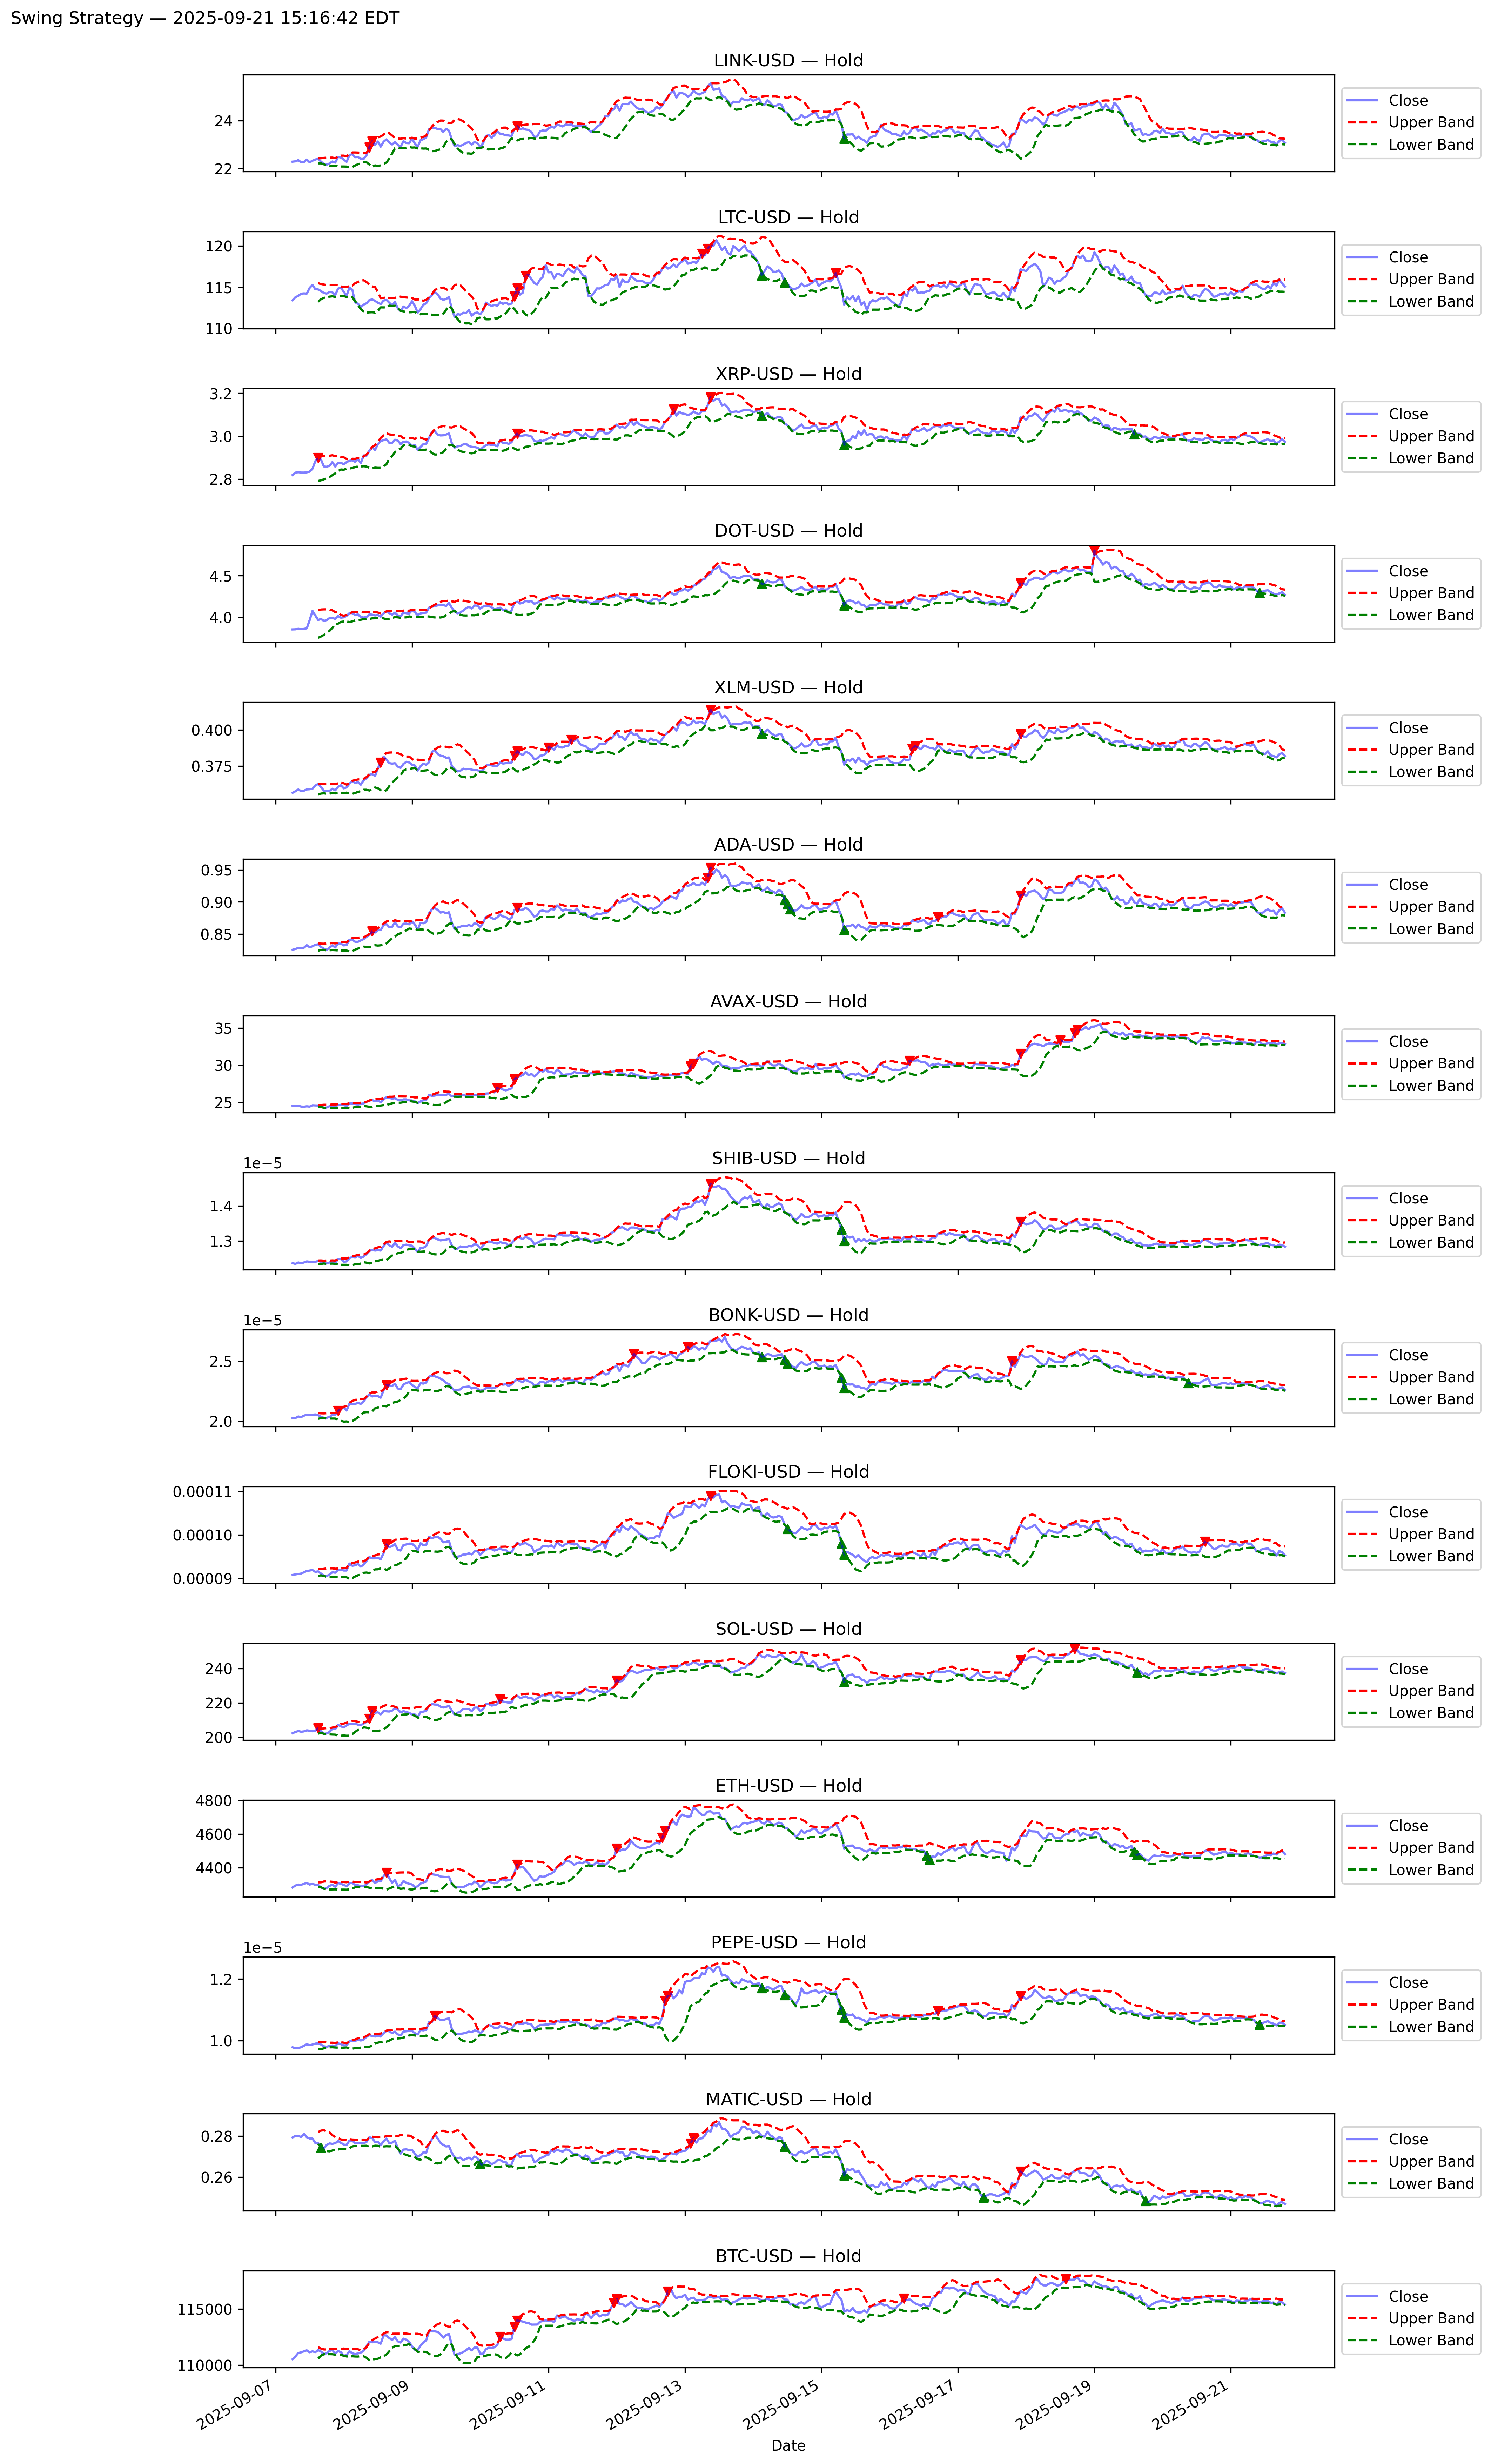 Swing Strategy — 2025-09-21 15:16:42 EDT
LINK-USD — Hold
24
22
Close
Upper Band
Lower Band
LTC-USD — Hold
120
115
110
Close
Upper Band
Lower Band
XRP-USD — Hold
3.2
3.0
2.8
Close
Upper Band
Lower Band
DOT-USD — Hold
4.5
4.0
Close
Upper Band
Lower Band
XLM-USD — Hold
0.400
0.375
Close
Upper Band
Lower Band
ADA-USD — Hold
0.95
0.90
0.85
Close
Upper Band
Lower Band
AVAX-USD — Hold
35
30
25
Close
Upper Band
Lower Band
SHIB-USD — Hold
1e−5
1.4
1.3
Close
Upper Band
Lower Band
BONK-USD — Hold
1e−5
2.5
2.0
Close
Upper Band
Lower Band
FLOKI-USD — Hold
0.00011
0.00010
0.00009
Close
Upper Band
Lower Band
SOL-USD — Hold
240
220
200
Close
Upper Band
Lower Band
ETH-USD — Hold
4800
4600
4400
Close
Upper Band
Lower Band
PEPE-USD — Hold
1e−5
1.2
1.0
Close
Upper Band
Lower Band
MATIC-USD — Hold
0.28
0.26
Close
Upper Band
Lower Band
BTC-USD — Hold
115000
110000
Close
Upper Band
Lower Band
2025-09-07
2025-09-09
2025-09-11
2025-09-13
2025-09-15
2025-09-17
2025-09-19
2025-09-21
Date